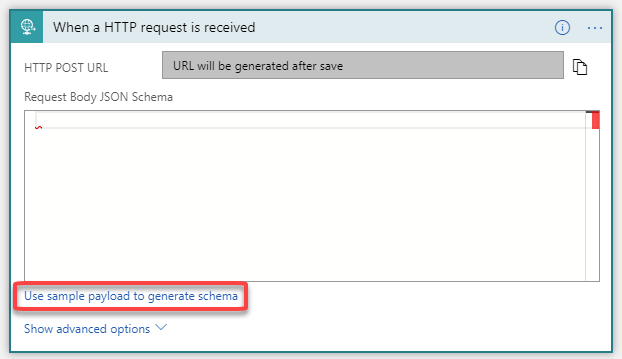 When a HTTP request is received
HTTP POST URL
URL will be generated after save
Request Body JSON Schema
Use sample payload to generate schema
Show advanced options